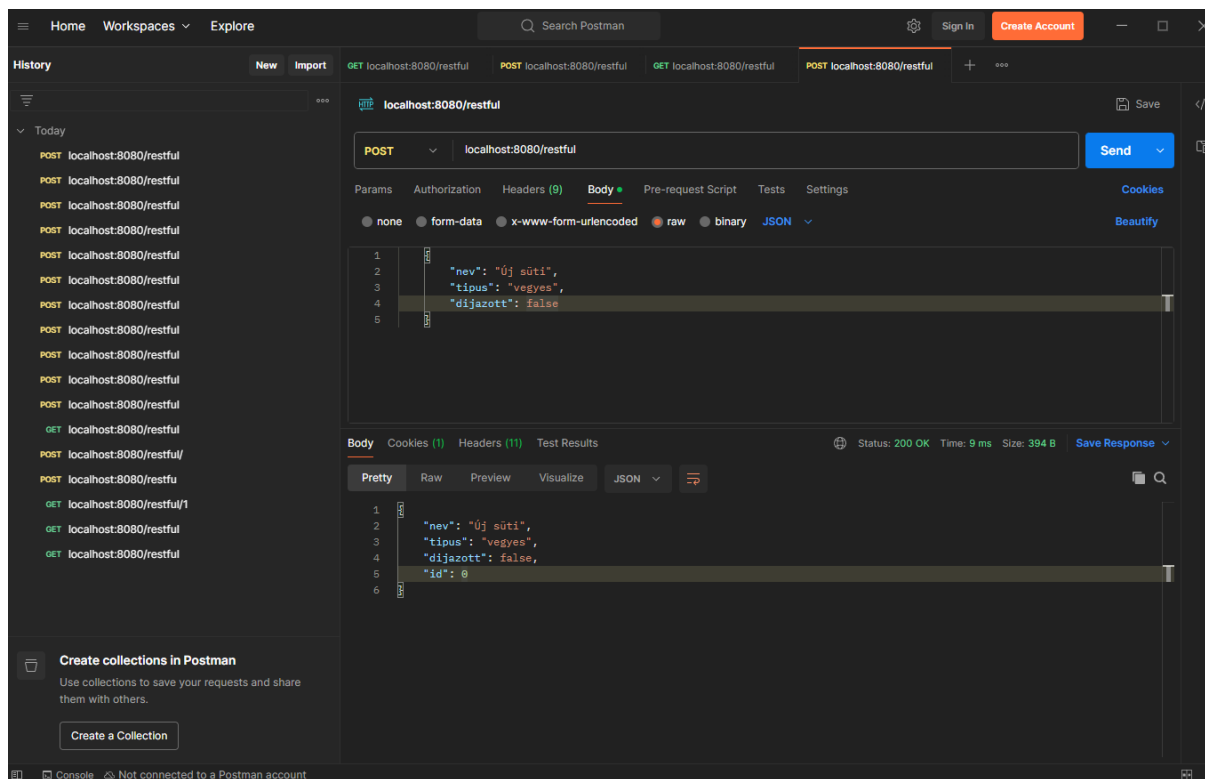 Home Workspaces Explore Search Postman Sign In Create Account
History New Import
GET localhost:8080/restful POST localhost:8080/restful GET localhost:8080/restful POST localhost:8080/restful
HTTP localhost:8080/restful Save
Today
POST localhost:8080/restful
POST localhost:8080/restful
POST localhost:8080/restful
POST localhost:8080/restful
POST localhost:8080/restful
POST localhost:8080/restful
POST localhost:8080/restful
POST localhost:8080/restful
POST localhost:8080/restful
POST localhost:8080/restful
POST localhost:8080/restful
GET localhost:8080/restful
POST localhost:8080/restful/
POST localhost:8080/restfu
GET localhost:8080/restful/1
GET localhost:8080/restful
GET localhost:8080/restful
POST localhost:8080/restful Send
Params Authorization Headers (9) Body Pre-request Script Tests Settings Cookies
none form-data x-www-form-urlencoded raw binary JSON Beautify
1 {
2 "nev": "Új süti",
3 "tipus": "vegyes",
4 "dijazott": false
5 }
Body Cookies (1) Headers (11) Test Results Status: 200 OK Time: 9 ms Size: 394 B Save Response
Pretty Raw Preview Visualize JSON
1 {
2 "nev": "Új süti",
3 "tipus": "vegyes",
4 "dijazott": false,
5 "id": 0
6 }
Create collections in Postman
Use collections to save your requests and share
them with others.
Create a Collection
Console Not connected to a Postman account